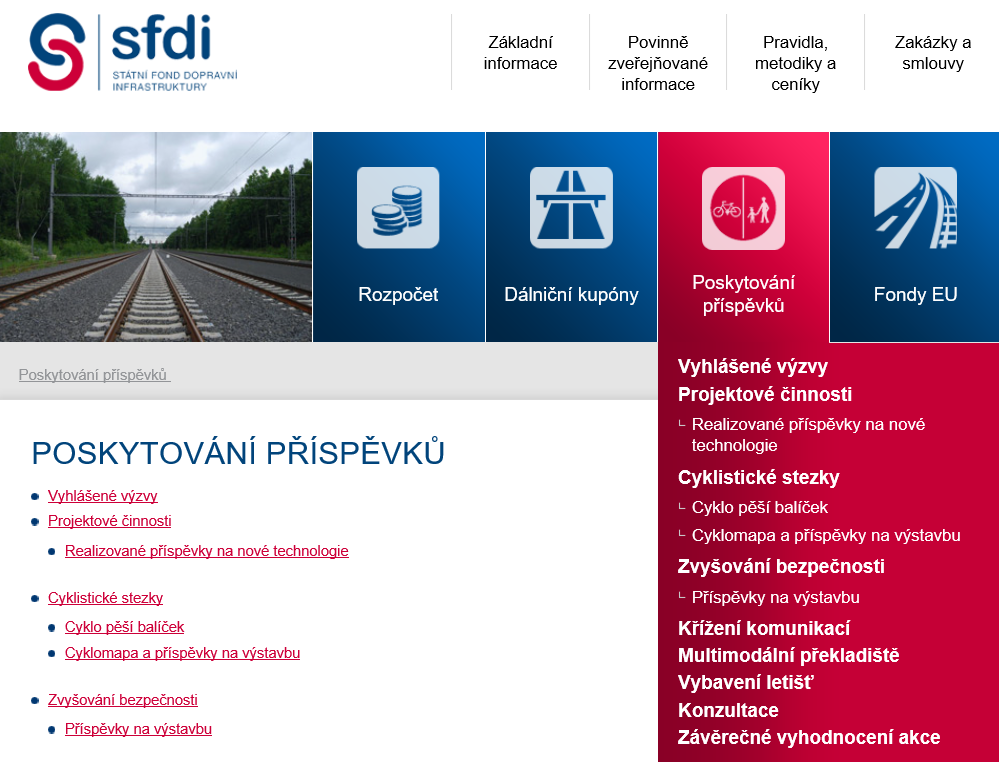 sfdi
STÁTNÍ FOND DOPRAVNÍ
INFRASTRUKTURY
Základní
informace
Povinně
zveřejňované
informace
Pravidla,
metodiky a
ceníky
Zakázky a
smlouvy
Rozpočet
Dálniční kupóny
Poskytování
příspěvků
Fondy EU
Poskytování příspěvků
POSKYTOVÁNÍ PŘÍSPĚVKŮ
Vyhlášené výzvy
Projektové činnosti
Realizované příspěvky na nové technologie
Cyklistické stezky
Cyklo pěší balíček
Cyklomapa a příspěvky na výstavbu
Zvyšování bezpečnosti
Příspěvky na výstavbu
Vyhlášené výzvy
Projektové činnosti
Realizované příspěvky na nové
technologie
Cyklistické stezky
Cyklo pěší balíček
Cyklomapa a příspěvky na výstavbu
Zvyšování bezpečnosti
Příspěvky na výstavbu
Křížení komunikací
Multimodální překladiště
Vybavení letišť
Konzultace
Závěrečné vyhodnocení akce